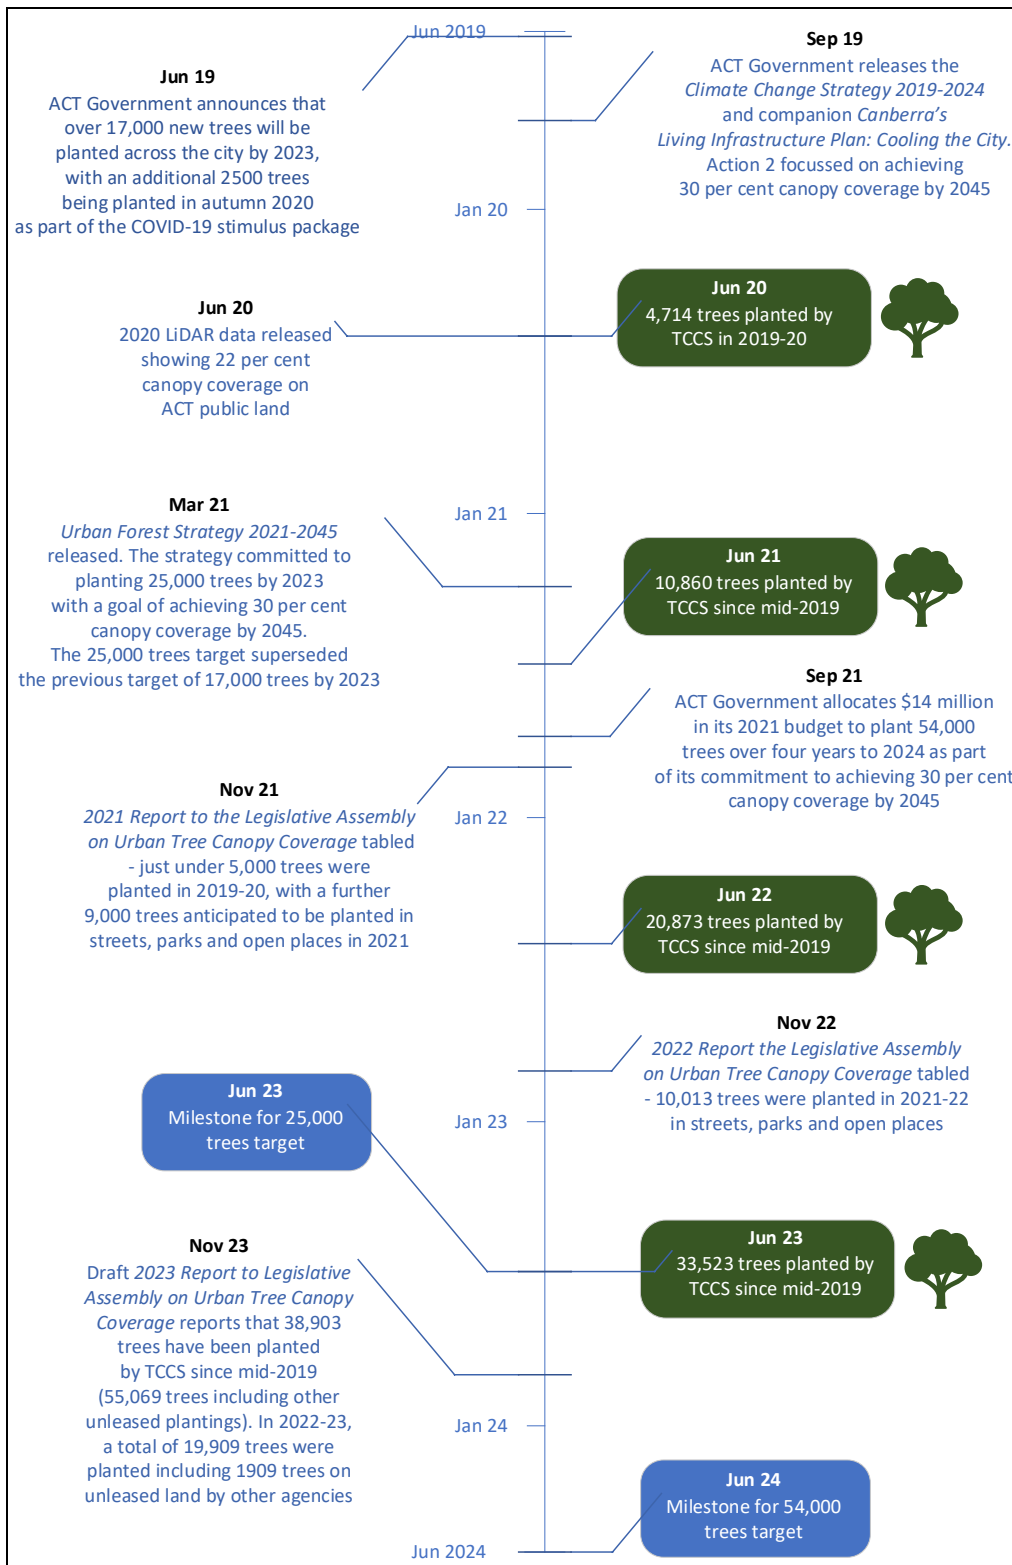 Jun 2019
Jun 19
ACT Government announces that
over 17,000 new trees will be
planted across the city by 2023,
with an additional 2500 trees
being planted in autumn 2020
as part of the COVID-19 stimulus package
Sep 19
ACT Government releases the
Climate Change Strategy 2019-2024
and companion Canberra's
Living Infrastructure Plan: Cooling the City.
Action 2 focussed on achieving
30 per cent canopy coverage by 2045
Jan 20
Jun 20
2020 LiDAR data released
showing 22 per cent
canopy coverage on
ACT public land
Jun 20
4,714 trees planted by
TCCS in 2019-20
Jan 21
Mar 21
Urban Forest Strategy 2021-2045
released. The strategy committed to
planting 25,000 trees by 2023
with a goal of achieving 30 per cent
canopy coverage by 2045.
The 25,000 trees target superseded
the previous target of 17,000 trees by 2023
Jun 21
10,860 trees planted by
TCCS since mid-2019
Sep 21
ACT Government allocates $14 million
in its 2021 budget to plant 54,000
trees over four years to 2024 as part
of its commitment to achieving 30 per cent
canopy coverage by 2045
Nov 21
2021 Report to the Legislative Assembly
on Urban Tree Canopy Coverage tabled
- just under 5,000 trees were
planted in 2019-20, with a further
9,000 trees anticipated to be planted in
streets, parks and open places in 2021
Jan 22
Jun 22
20,873 trees planted by
TCCS since mid-2019
Nov 22
2022 Report the Legislative Assembly
on Urban Tree Canopy Coverage tabled
- 10,013 trees were planted in 2021-22
in streets, parks and open places
Jun 23
Milestone for 25,000
trees target
Jan 23
Jun 23
33,523 trees planted by
TCCS since mid-2019
Nov 23
Draft 2023 Report to Legislative
Assembly on Urban Tree Canopy
Coverage reports that 38,903
trees have been planted
by TCCS since mid-2019
(55,069 trees including other
unleased plantings). In 2022-23,
a total of 19,909 trees were
planted including 1909 trees on
unleased land by other agencies
Jan 24
Jun 24
Milestone for 54,000
trees target
Jun 2024